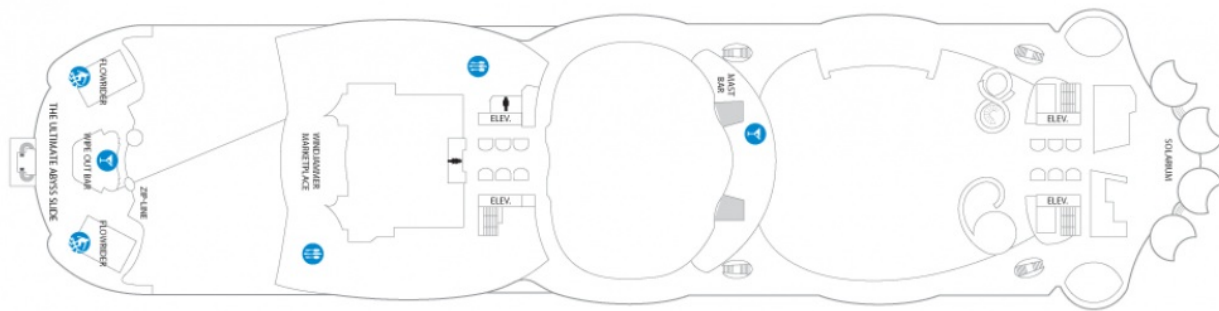 THE ULTIMATE ABYSS SLIDE
FLOWRIDER
WIPE OUT BAR
FLOWRIDER
ZIP-LINE
WINDJAMMER
MARKETPLACE
ELEV.
ELEV.
MAST
BAR
ELEV.
ELEV.
SOLARIUM